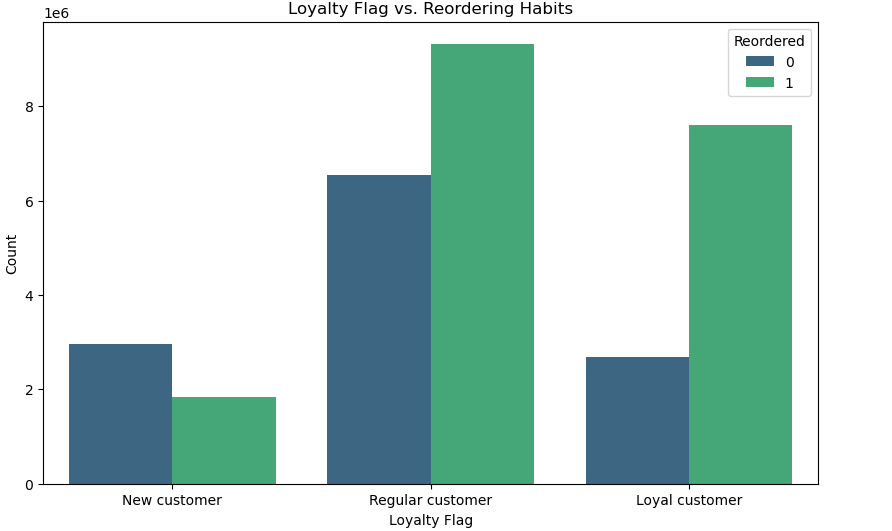 Loyalty Flag vs. Reordering Habits
1e6
Reordered
0
1
8
6
4
2
0
Count
New customer
Regular customer
Loyal customer
Loyalty Flag